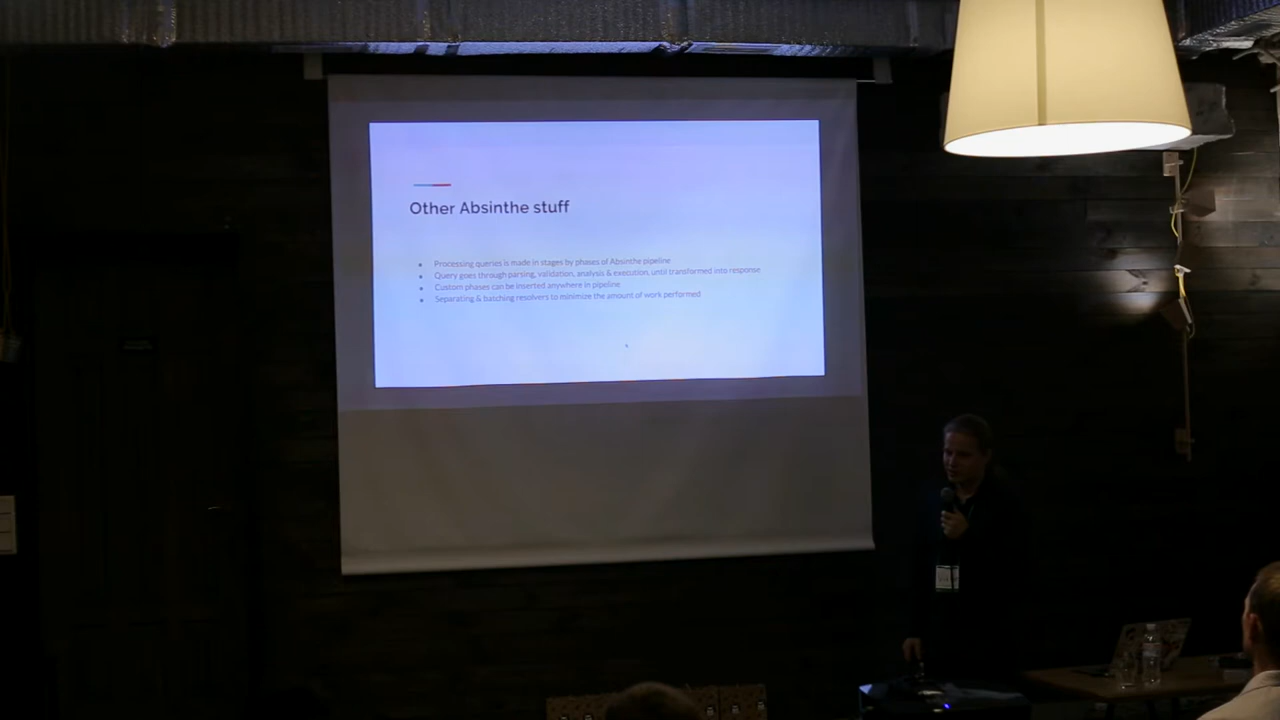 Other Absinthe stuff
Processing queries is made in stages by phases of Absinthe pipeline
Query goes through parsing, validation, analysis & execution, until transformed into response
Custom phases can be inserted anywhere in pipeline
Separating & batching resolvers to minimize the amount of work performed